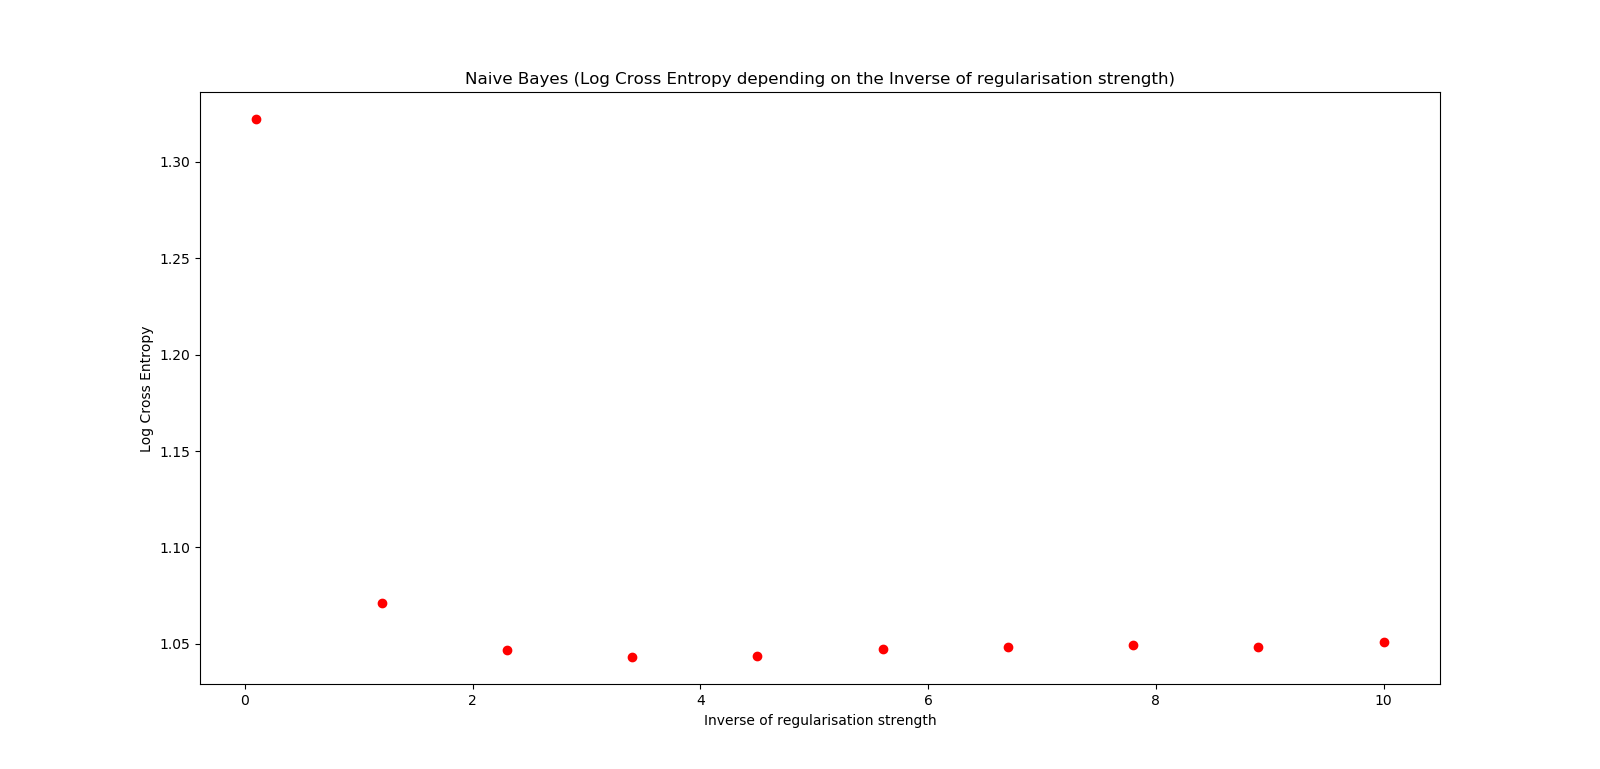 Naive Bayes (Log Cross Entropy depending on the Inverse of regularisation strength)
Log Cross Entropy
1.30
1.25
1.20
1.15
1.10
1.05
0 2 4 6 8 10
Inverse of regularisation strength